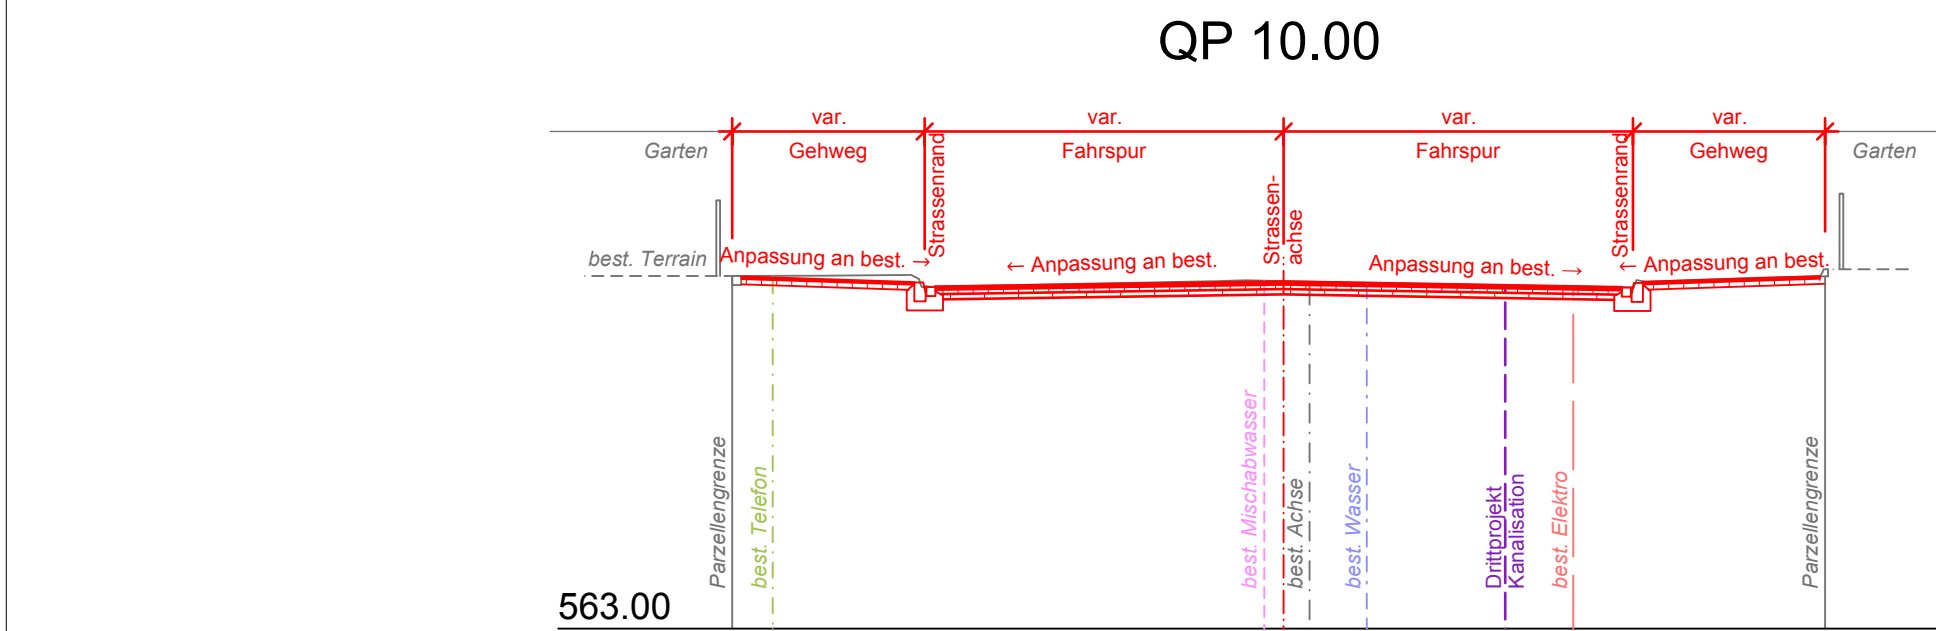 QP 10.00
var.
var.
var.
var.
Garten
Gehweg
Fahrspur
Fahrspur
Gehweg
Garten
Strassenrand
Strassen-
achse
Strassenrand
best. Terrain
Anpassung an best. →
← Anpassung an best.
Anpassung an best. →
← Anpassung an best.
Parzellengrenze
best. Telefon
best. Mischabwasser
best. Achse
best. Wasser
Drittprojekt
Kanalisation
best. Elektro
Parzellengrenze
563.00